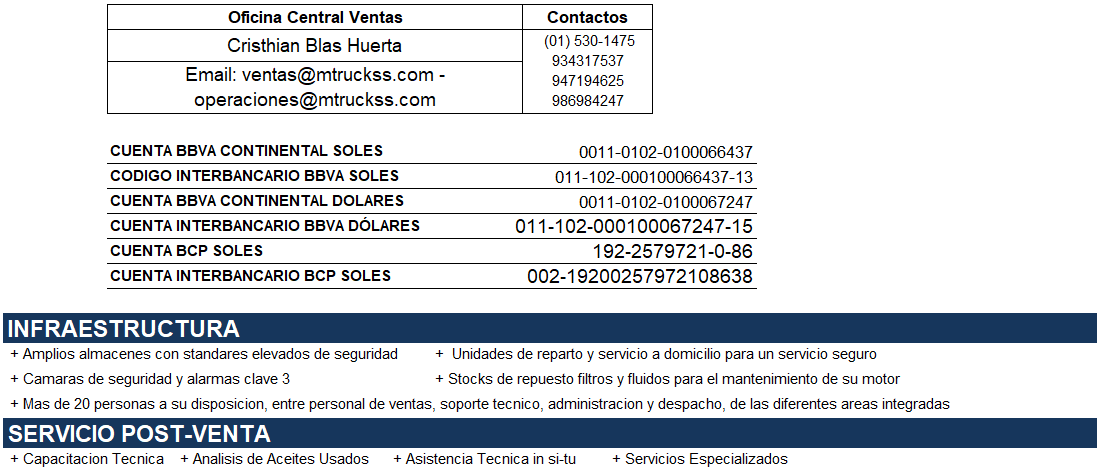 Oficina Central Ventas Contactos
Cristhian Blas Huerta (01) 530-1475
934317537
Email: ventas@mtruckss.com - 947194625
operaciones@mtruckss.com 986984247
CUENTA BBVA CONTINENTAL SOLES 0011-0102-0100066437
CODIGO INTERBANCARIO BBVA SOLES 011-102-000100066437-13
CUENTA BBVA CONTINENTAL DOLARES 0011-0102-0100067247
CUENTA INTERBANCARIO BBVA DÓLARES 011-102-000100067247-15
CUENTA BCP SOLES 192-2579721-0-86
CUENTA INTERBANCARIO BCP SOLES 002-19200257972108638
INFRAESTRUCTURA
+ Amplios almacenes con standares elevados de seguridad + Unidades de reparto y servicio a domicilio para un servicio seguro
+ Camaras de seguridad y alarmas clave 3 + Stocks de repuesto filtros y fluidos para el mantenimiento de su motor
+ Mas de 20 personas a su disposicion, entre personal de ventas, soporte tecnico, administracion y despacho, de las diferentes areas integradas
SERVICIO POST-VENTA
+ Capacitacion Tecnica + Analisis de Aceites Usados + Asistencia Tecnica in si-tu + Servicios Especializados